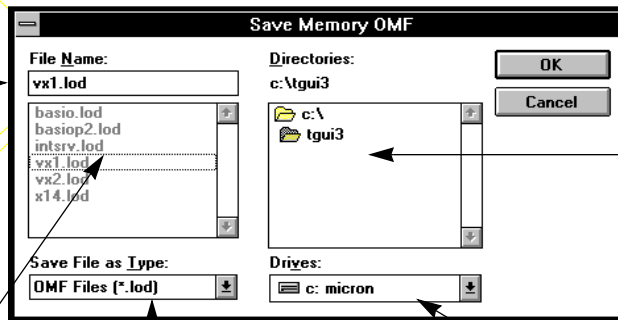 Save Memory OMF
File Name:
vx1.lod
basio.lod
basiop2.lod
intsrv.lod
vx1.lod
vx2.lod
x14.lod
Save File as Type:
OMF Files (*.lod)
Directories:
c:\tgui3
c:\
tgui3
Drives:
c: micron
OK
Cancel